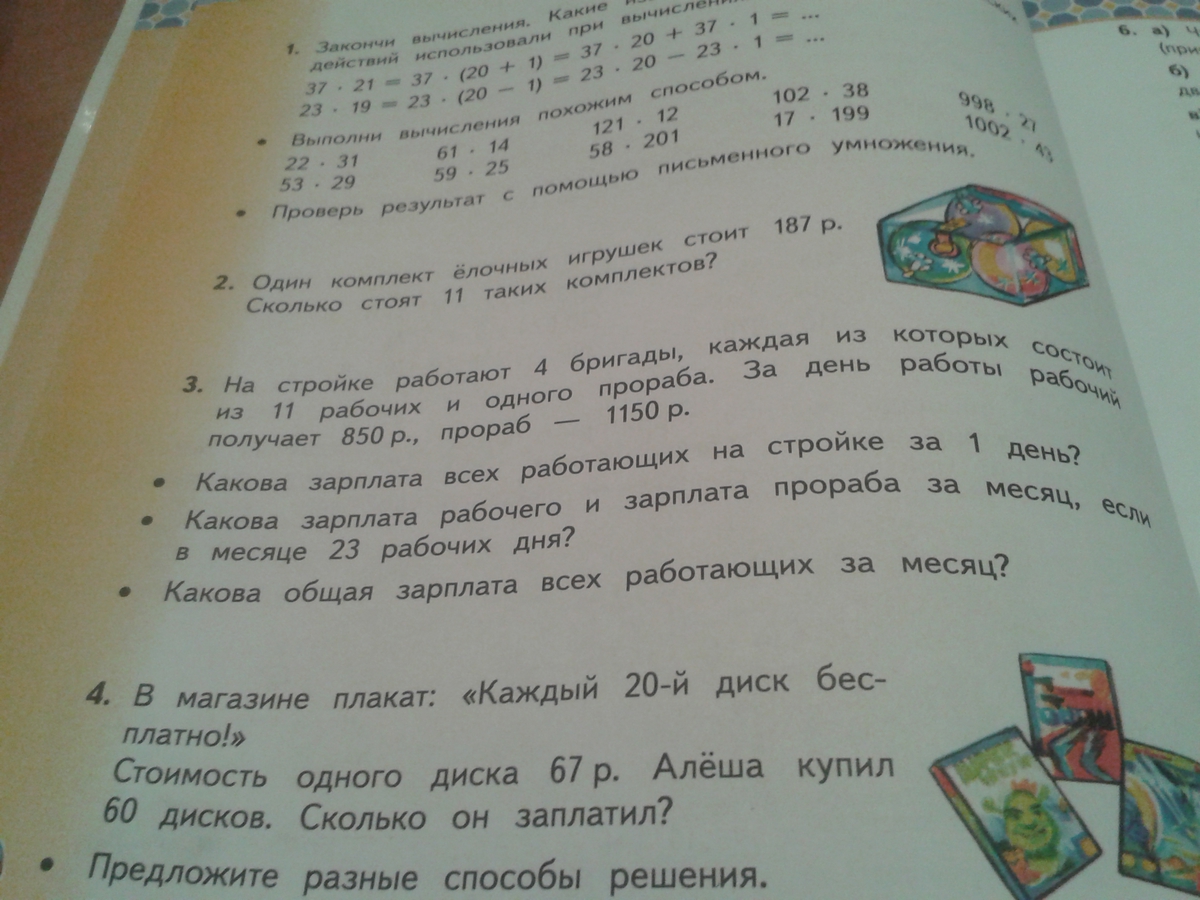 1. Закончи вычисления. Какие
действий использовали при вычислениях
37 · 21 = 37 · (20 + 1) = 37 · 20 + 37 · 1 = ...
23 · 19 = 23 · (20 − 1) = 23 · 20 − 23 · 1 = ...
• Выполни вычисления похожим способом.
22 · 31 61 · 14 121 · 12 102 · 38 998 · 27
53 · 29 59 · 25 58 · 201 17 · 199 1002 · 43
• Проверь результат с помощью письменного умножения.
2. Один комплект ёлочных игрушек стоит 187 р.
Сколько стоят 11 таких комплектов?
3. На стройке работают 4 бригады, каждая из которых состоит
из 11 рабочих и одного прораба. За день работы рабочий
получает 850 р., прораб — 1150 р.
• Какова зарплата всех работающих на стройке за 1 день?
• Какова зарплата рабочего и зарплата прораба за месяц, если
в месяце 23 рабочих дня?
• Какова общая зарплата всех работающих за месяц?
4. В магазине плакат: «Каждый 20-й диск бес-
платно!»
Стоимость одного диска 67 р. Алёша купил
60 дисков. Сколько он заплатил?
• Предложите разные способы решения.
6. а)
(при
б)